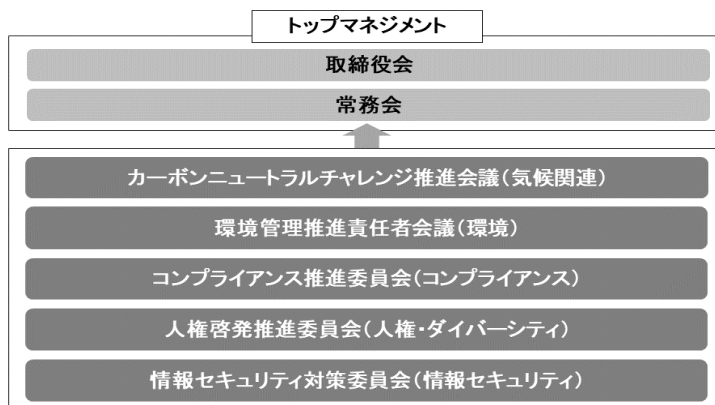 トップマネジメント
取締役会
常務会
カーボンニュートラルチャレンジ推進会議(気候関連)
環境管理推進責任者会議(環境)
コンプライアンス推進委員会(コンプライアンス)
人権啓発推進委員会(人権・ダイバーシティ)
情報セキュリティ対策委員会(情報セキュリティ)